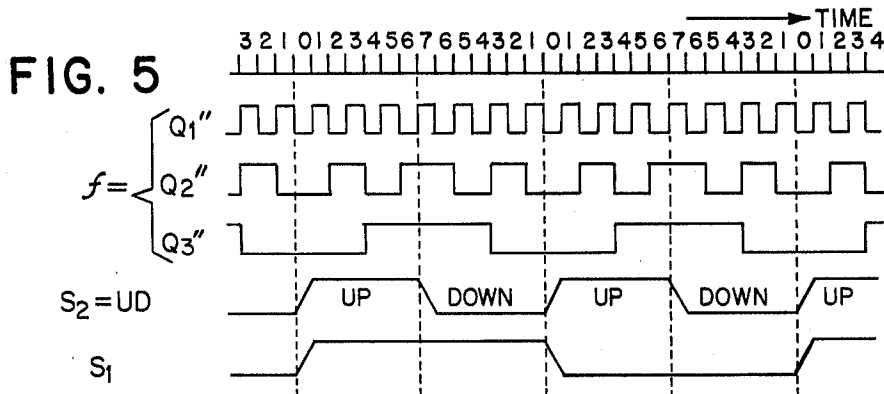 TIME
3 2 1 0 1 2 3 4 5 6 7 6 5 4 3 2 1 0 1 2 3 4 5 6 7 6 5 4 3 2 1 0 1 2 3 4
FIG. 5
Q1"
f = Q2"
Q3"
S2=UD UP DOWN UP DOWN UP
S1